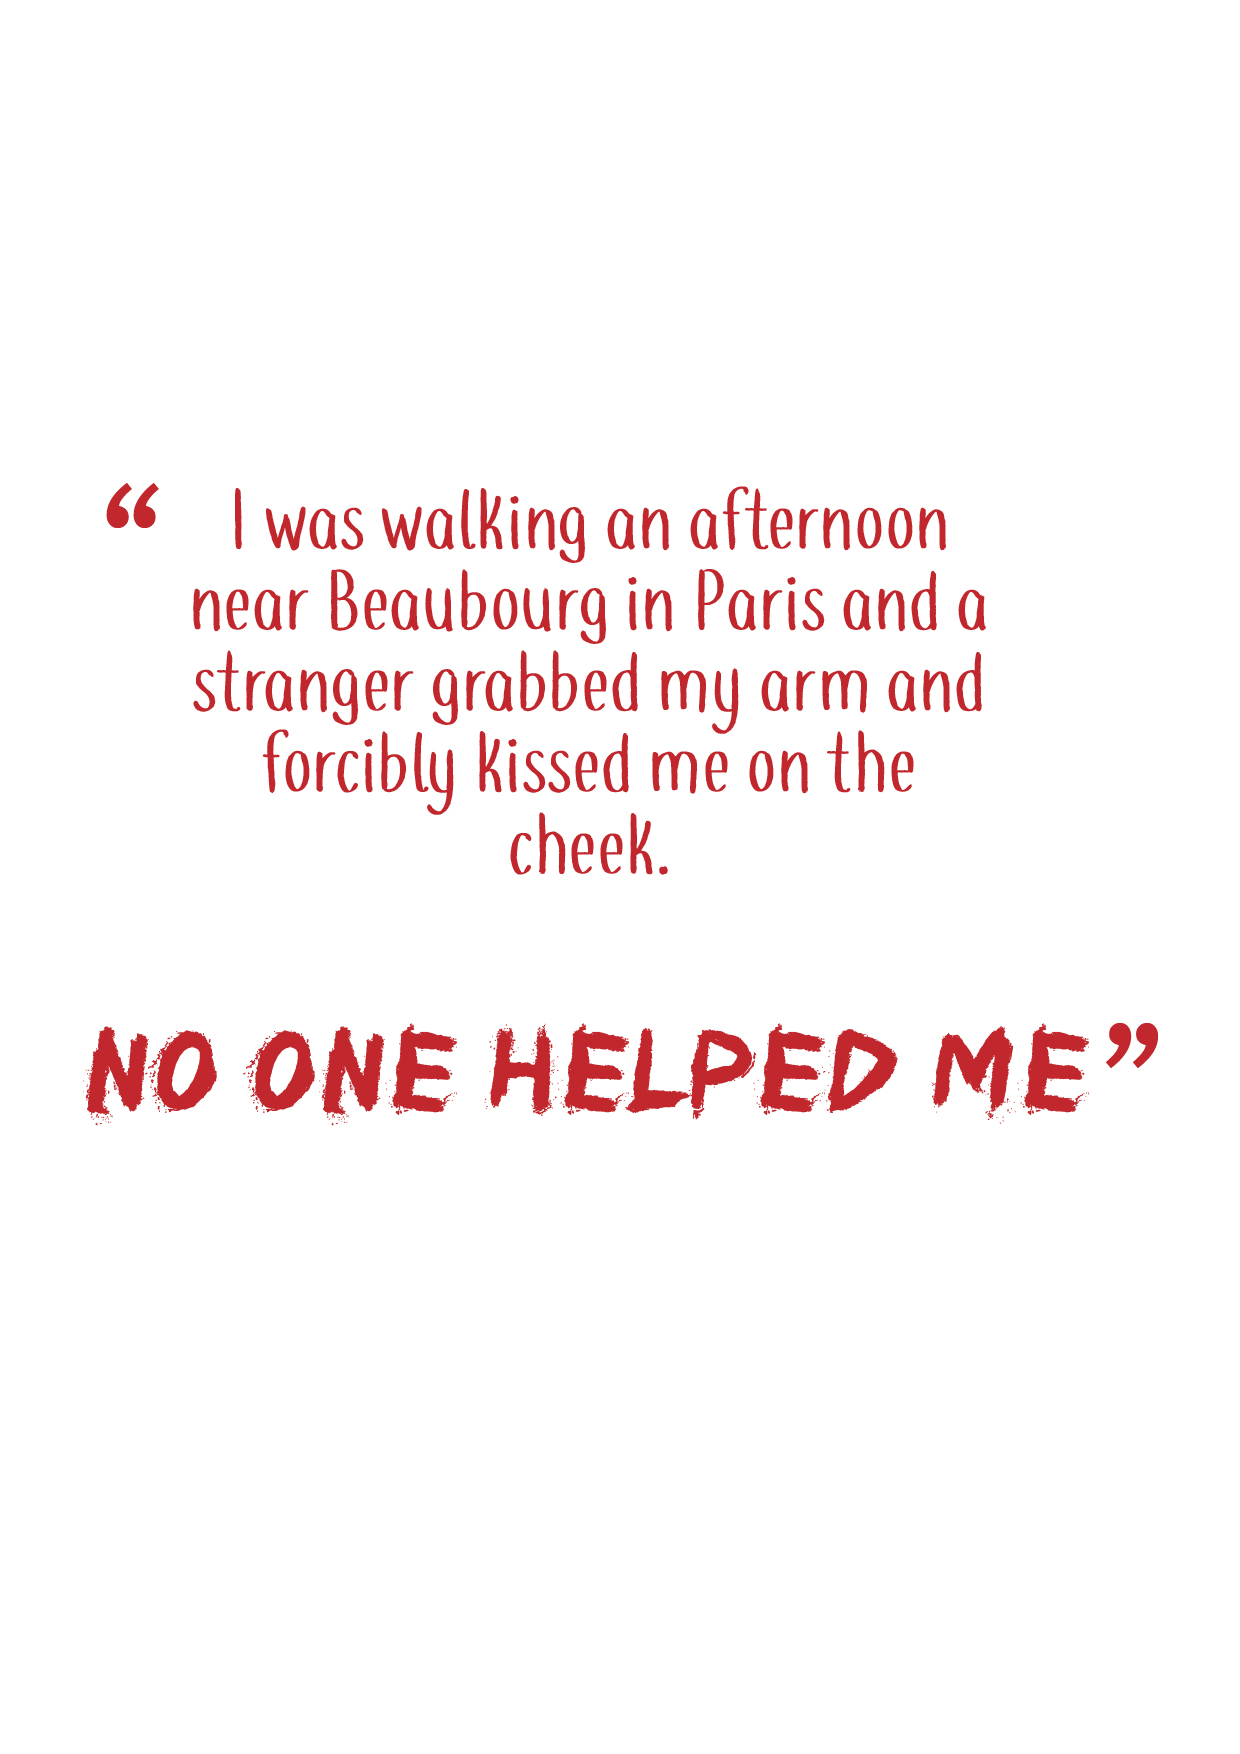 “ I was walking an afternoon
near Beaubourg in Paris and a
stranger grabbed my arm and
forcibly kissed me on the
cheek.
NO ONE HELPED ME”